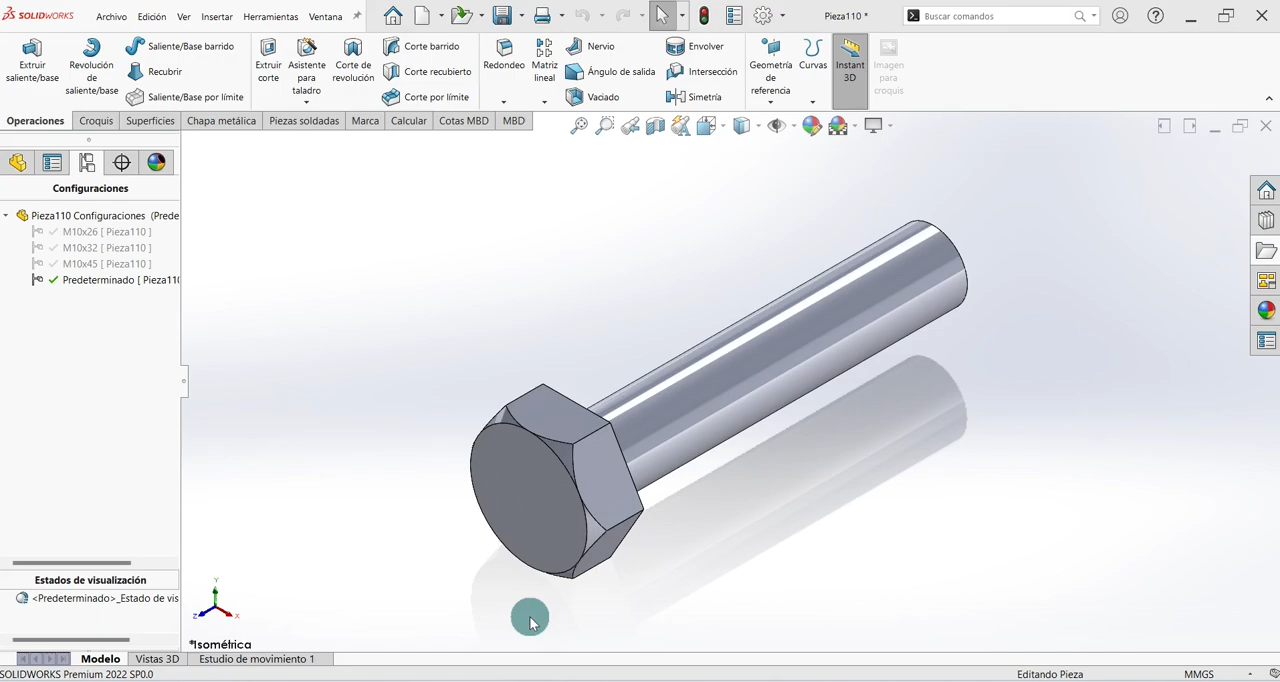 SOLIDWORKS Archivo Edición Ver Insertar Herramientas Ventana Pieza110 * Buscar comandos
Extruir saliente/base
Revolución de saliente/base
Saliente/Base barrido
Recubrir
Saliente/Base por límite
Extruir corte
Asistente para taladro
Corte de revolución
Corte barrido
Corte recubierto
Corte por límite
Redondeo
Matriz lineal
Nervio
Ángulo de salida
Vaciado
Envolver
Intersección
Simetría
Geometría de referencia
Curvas
Instant 3D
Imagen para croquis
Operaciones Croquis Superficies Chapa metálica Piezas soldadas Marca Calcular Cotas MBD MBD
Configuraciones
Pieza110 Configuraciones (Prede
M10x26 [ Pieza110 ]
M10x32 [ Pieza110 ]
M10x45 [ Pieza110 ]
Predeterminado [ Pieza110
Estados de visualización
<Predeterminado>_Estado de vis
Y
Z X
*Isométrica
Modelo Vistas 3D Estudio de movimiento 1
SOLIDWORKS Premium 2022 SP0.0 Editando Pieza MMGS